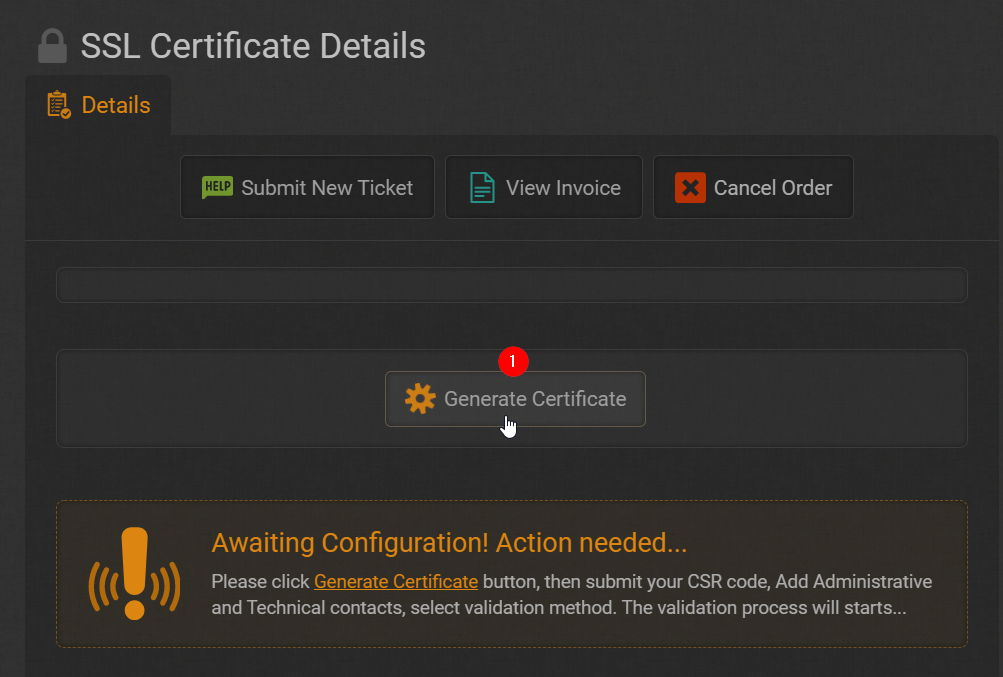 SSL Certificate Details
Details
HELP Submit New Ticket
View Invoice
Cancel Order
1
Generate Certificate
Awaiting Configuration! Action needed...
Please click Generate Certificate button, then submit your CSR code, Add Administrative
and Technical contacts, select validation method. The validation process will starts...